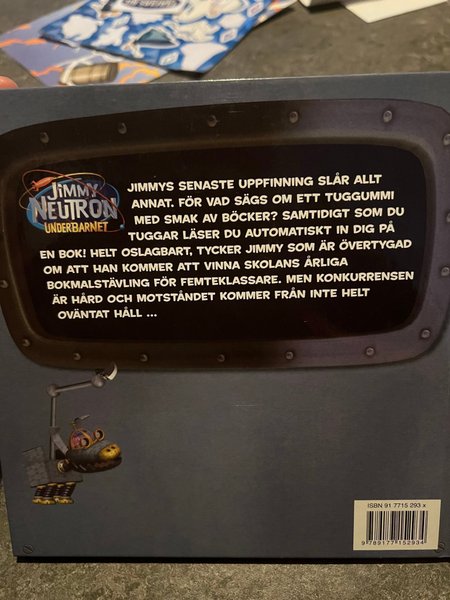 JIMMY
NEUTRON
UNDERBARNET
JIMMYS SENASTE UPPFINNING SLÅR ALLT
ANNAT. FÖR VAD SÄGS OM ETT TUGGUMMI
MED SMAK AV BÖCKER? SAMTIDIGT SOM DU
TUGGAR LÄSER DU AUTOMATISKT IN DIG PÅ
EN BOK! HELT OSLAGBART, TYCKER JIMMY SOM ÄR ÖVERTYGAD
OM ATT HAN KOMMER ATT VINNA SKOLANS ÅRLIGA
BOKMALSTÄVLING FÖR FEMTEKLASSARE. MEN KONKURRENSEN
ÄR HÅRD OCH MOTSTÅNDET KOMMER FRÅN INTE HELT
OVÄNTAT HÅLL ...
ISBN 91 7715 293 x
9 789177 152934